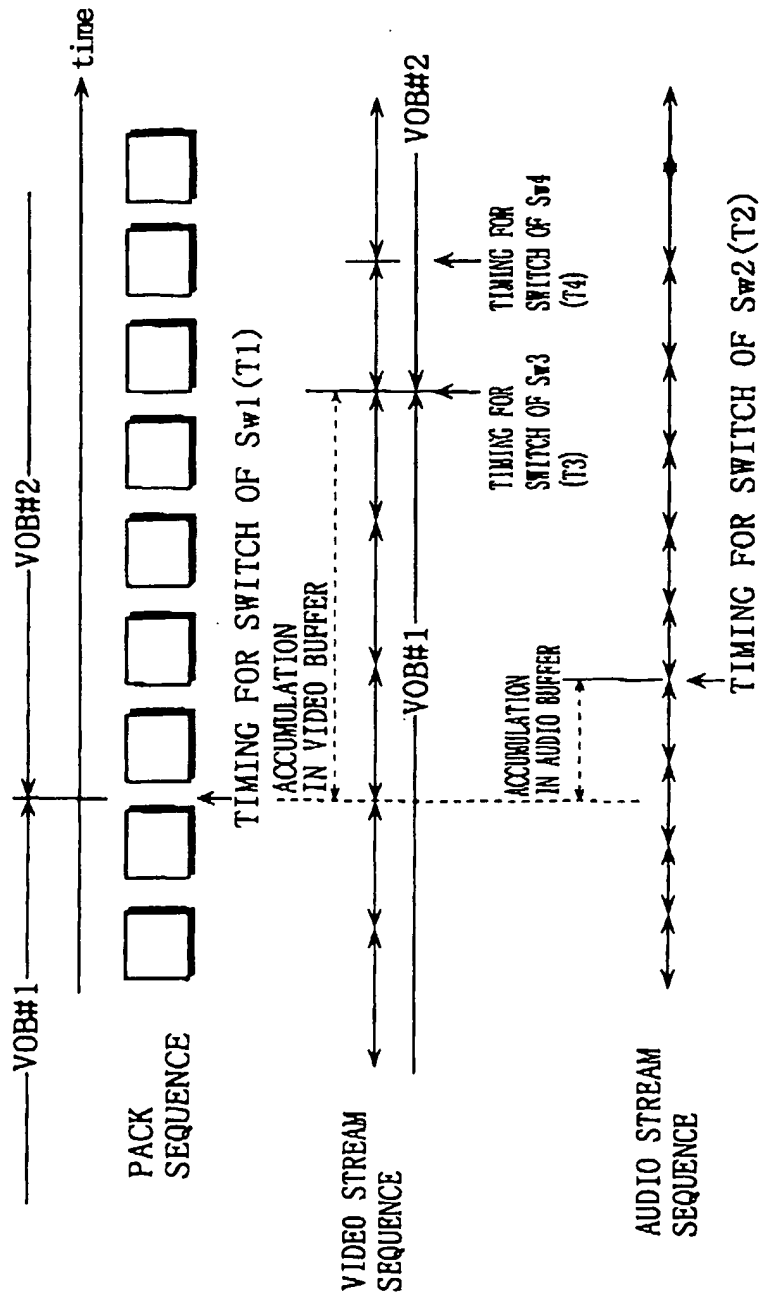 VOB#1
VOB#2
time
PACK
SEQUENCE
TIMING FOR SWITCH OF Sw1(T1)
ACCUMULATION
IN VIDEO BUFFER
VIDEO STREAM
SEQUENCE
VOB#1
VOB#2
TIMING FOR
SWITCH OF Sw3
(T3)
TIMING FOR
SWITCH OF Sw4
(T4)
ACCUMULATION
IN AUDIO BUFFER
AUDIO STREAM
SEQUENCE
TIMING FOR SWITCH OF Sw2(T2)